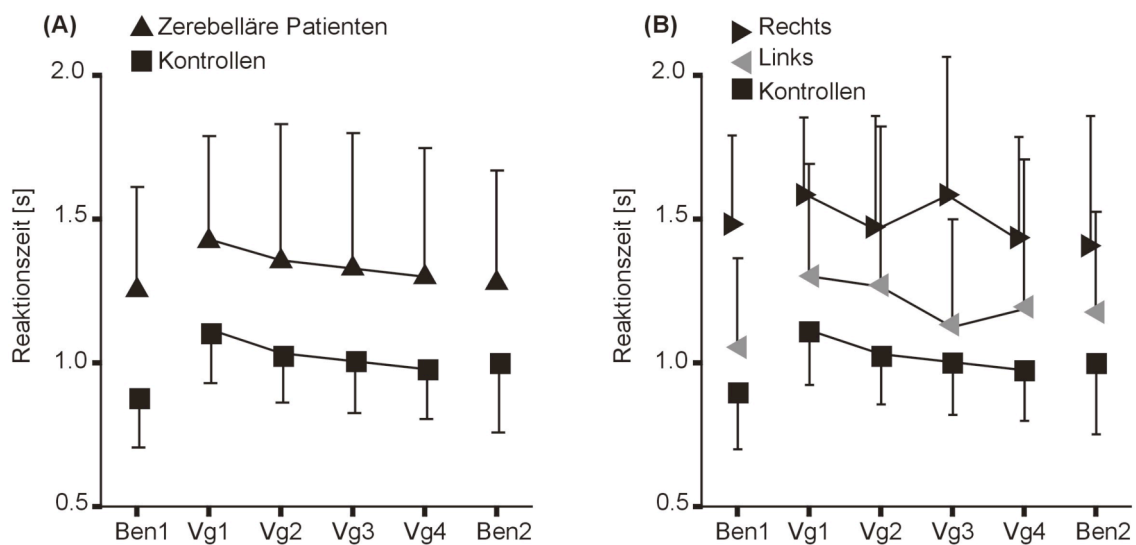 (A)
Zerebelläre Patienten
Kontrollen
2.0
1.5
1.0
0.5
Reaktionszeit [s]
Ben1 Vg1 Vg2 Vg3 Vg4 Ben2
(B)
Rechts
Links
Kontrollen
2.0
1.5
1.0
0.5
Reaktionszeit [s]
Ben1 Vg1 Vg2 Vg3 Vg4 Ben2